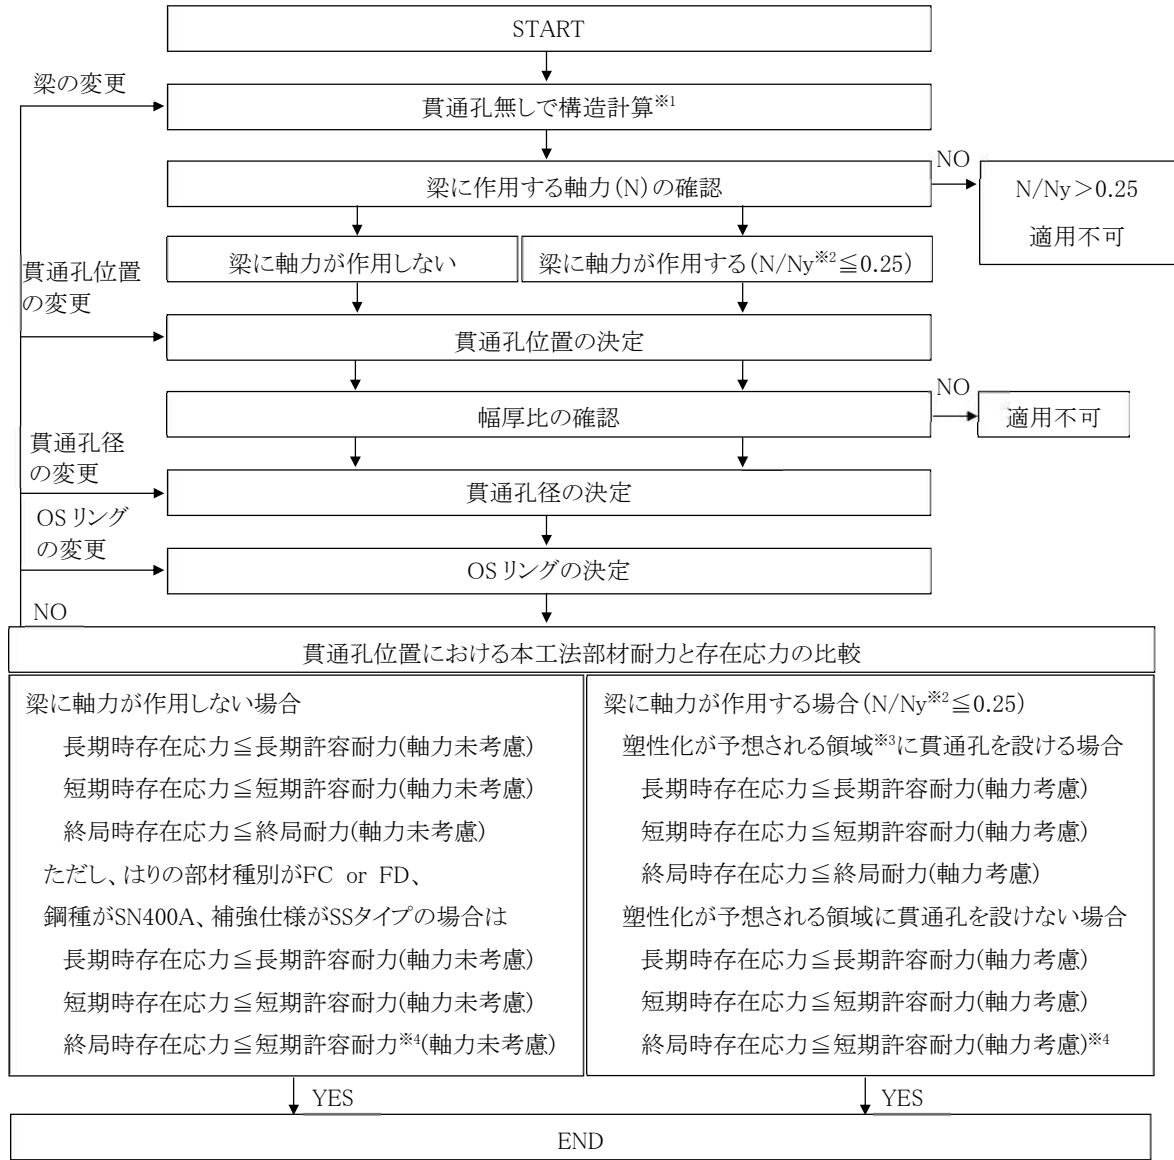 START
梁の変更
貫通孔無しで構造計算※1
梁に作用する軸力(N)の確認
NO
N/Ny＞0.25
適用不可
梁に軸力が作用しない
梁に軸力が作用する(N/Ny※2≦0.25)
貫通孔位置
の変更
貫通孔位置の決定
幅厚比の確認
NO
適用不可
貫通孔径
の変更
貫通孔径の決定
OSリング
の変更
OSリングの決定
NO
貫通孔位置における本工法部材耐力と存在応力の比較
梁に軸力が作用しない場合
長期時存在応力≦長期許容耐力(軸力未考慮)
短期時存在応力≦短期許容耐力(軸力未考慮)
終局時存在応力≦終局耐力(軸力未考慮)
ただし、はりの部材種別がFC or FD、
鋼種がSN400A、補強仕様がSSタイプの場合は
長期時存在応力≦長期許容耐力(軸力未考慮)
短期時存在応力≦短期許容耐力(軸力未考慮)
終局時存在応力≦短期許容耐力※4(軸力未考慮)
梁に軸力が作用する場合(N/Ny※2≦0.25)
塑性化が予想される領域※3に貫通孔を設ける場合
長期時存在応力≦長期許容耐力(軸力考慮)
短期時存在応力≦短期許容耐力(軸力考慮)
終局時存在応力≦終局耐力(軸力考慮)
塑性化が予想される領域に貫通孔を設けない場合
長期時存在応力≦長期許容耐力(軸力考慮)
短期時存在応力≦短期許容耐力(軸力考慮)
終局時存在応力≦短期許容耐力(軸力考慮)※4
YES
YES
END